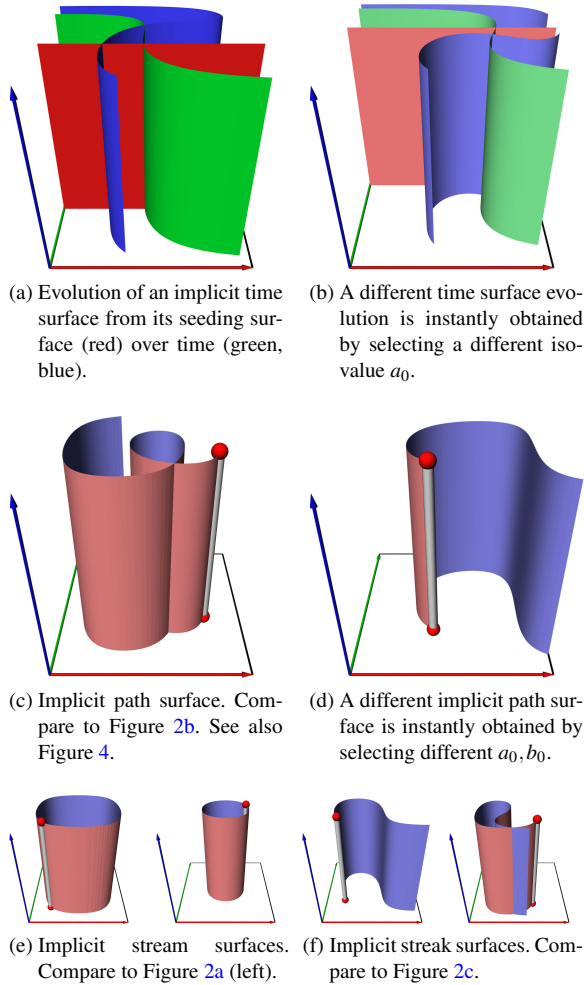 (a) Evolution of an implicit time
surface from its seeding sur-
face (red) over time (green,
blue).
(b) A different time surface evo-
lution is instantly obtained
by selecting a different iso-
value a₀.
(c) Implicit path surface. Com-
pare to Figure 2b. See also
Figure 4.
(d) A different implicit path sur-
face is instantly obtained by
selecting different a₀,b₀.
(e) Implicit stream surfaces.
Compare to Figure 2a (left).
(f) Implicit streak surfaces. Com-
pare to Figure 2c.